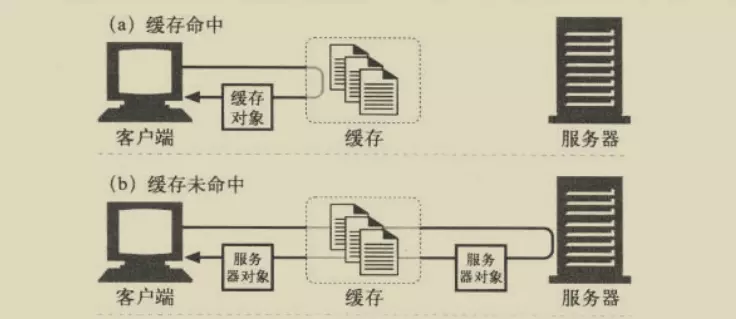 (a) 缓存命中
缓存
对象
客户端
缓存
服务器
(b) 缓存未命中
服务
器对象
服务
器对象
客户端
缓存
服务器